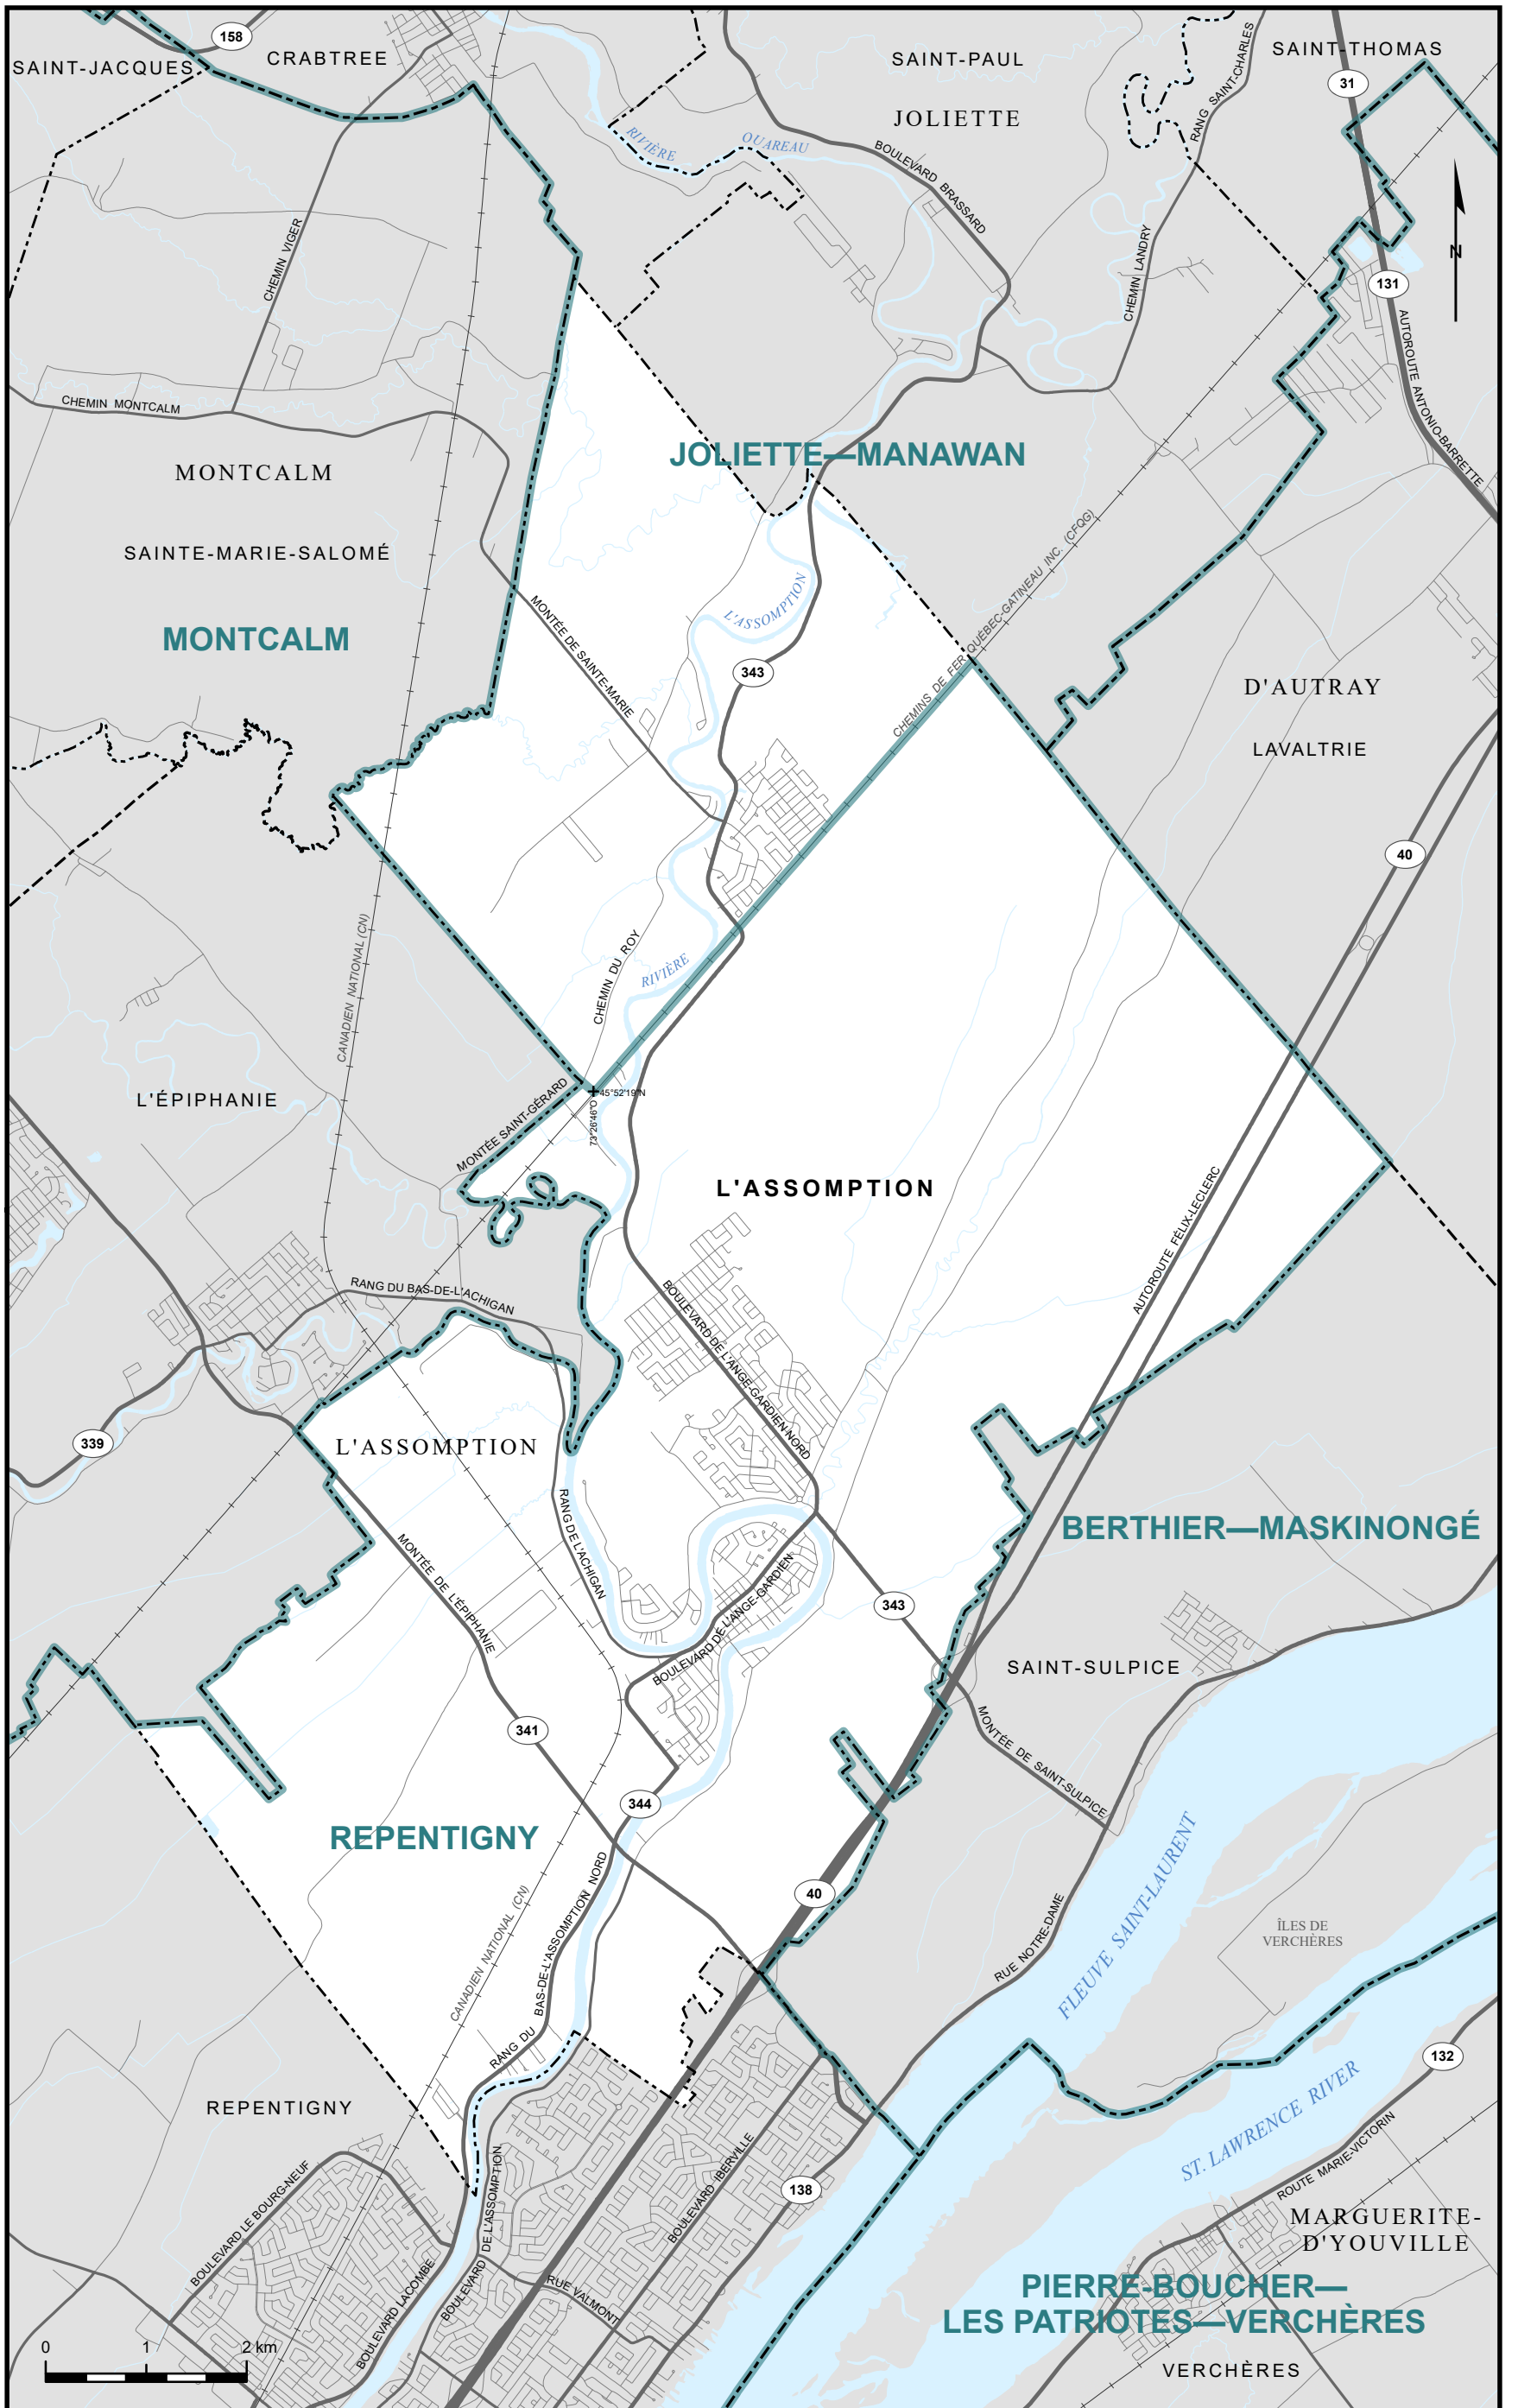 158
SAINT-JACQUES
CRABTREE
SAINT-PAUL
SAINT-THOMAS
31
JOLIETTE
RANG SAINT-CHARLES
RIVIÈRE
OUAREAU
BOULEVARD BRASSARD
CHEMIN VIGER
CHEMIN LANDRY
N
131
AUTOROUTE ANTONIO-BARRETTE
CHEMIN MONTCALM
JOLIETTE—MANAWAN
MONTCALM
SAINTE-MARIE-SALOMÉ
MONTCALM
CHEMINS DE FER QUÉBEC-GATINEAU INC. (CFQG)
L'ASSOMPTION
MONTÉE DE SAINTE-MARIE
343
D'AUTRAY
LAVALTRIE
40
CANADIEN NATIONAL (CN)
CHEMIN DU ROY
RIVIÈRE
L'ÉPIPHANIE
MONTÉE SAINT-GÉRARD
45°52'19"N
73°26'46"O
L'ASSOMPTION
AUTOROUTE FÉLIX-LECLERC
RANG DU BAS-DE-L'ACHIGAN
BOULEVARD DE L'ANGE-GARDIEN NORD
339
L'ASSOMPTION
RANG DE L'ACHIGAN
BERTHIER—MASKINONGÉ
MONTÉE DE L'ÉPIPHANIE
BOULEVARD DE L'ANGE-GARDIEN
343
SAINT-SULPICE
341
MONTÉE DE SAINT-SULPICE
344
REPENTIGNY
40
FLEUVE SAINT-LAURENT
ÎLES DE
VERCHÈRES
RUE NOTRE-DAME
CANADIEN NATIONAL (CN)
RANG DU BAS-DE-L'ASSOMPTION NORD
132
REPENTIGNY
ST. LAWRENCE RIVER
ROUTE MARIE-VICTORIN
BOULEVARD LE BOURG-NEUF
BOULEVARD DE L'ASSOMPTION
BOULEVARD IBERVILLE
138
BOULEVARD LACOMBE
RUE VALMONT
MARGUERITE-
D'YOUVILLE
PIERRE-BOUCHER—
LES PATRIOTES—VERCHÈRES
VERCHÈRES
0 1 2 km